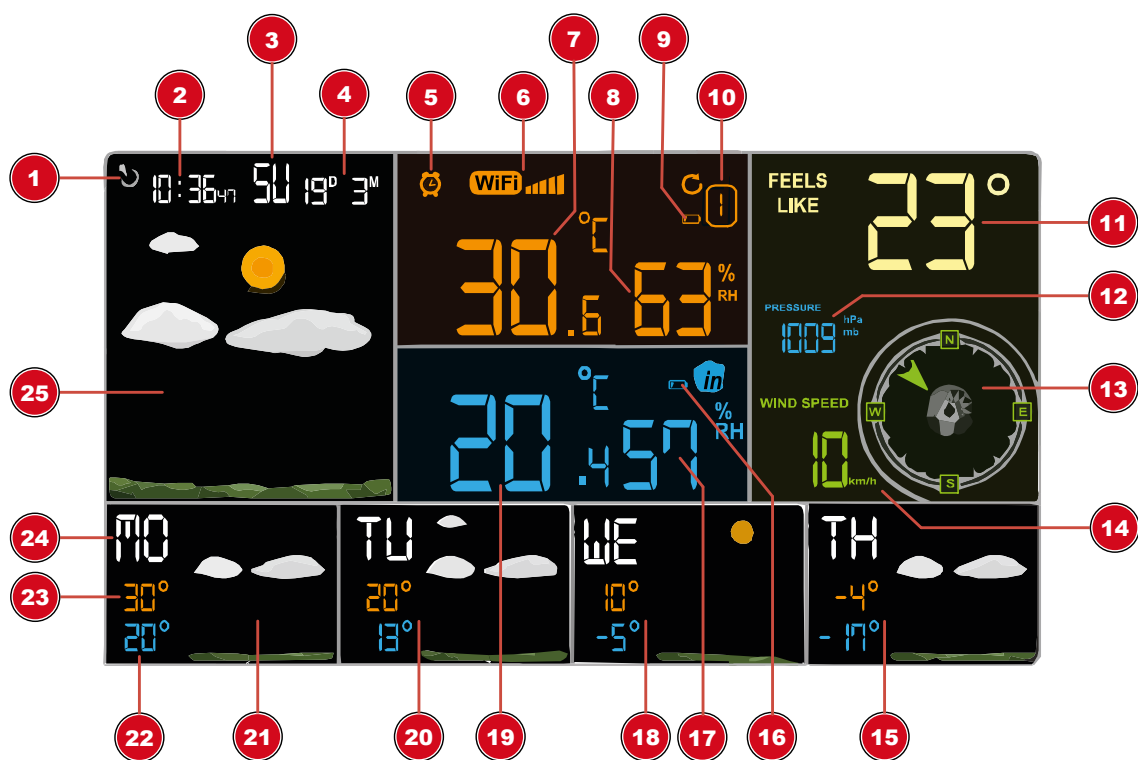 3
7
9
2
4
5
6
8
10
1
10:36 47
SU
19D 3M
WiFi
1
FEELS
LIKE
23°
11
°C
30.6
63
%
RH
PRESSURE
1009
hPa
mb
12
N
W
E
S
13
25
°C
in
20.4
57
%
RH
WIND SPEED
10
km/h
14
24
MO
TU
WE
TH
23
30°
20°
20°
13°
10°
-5°
-4°
-17°
22
21
20
19
18
17
16
15